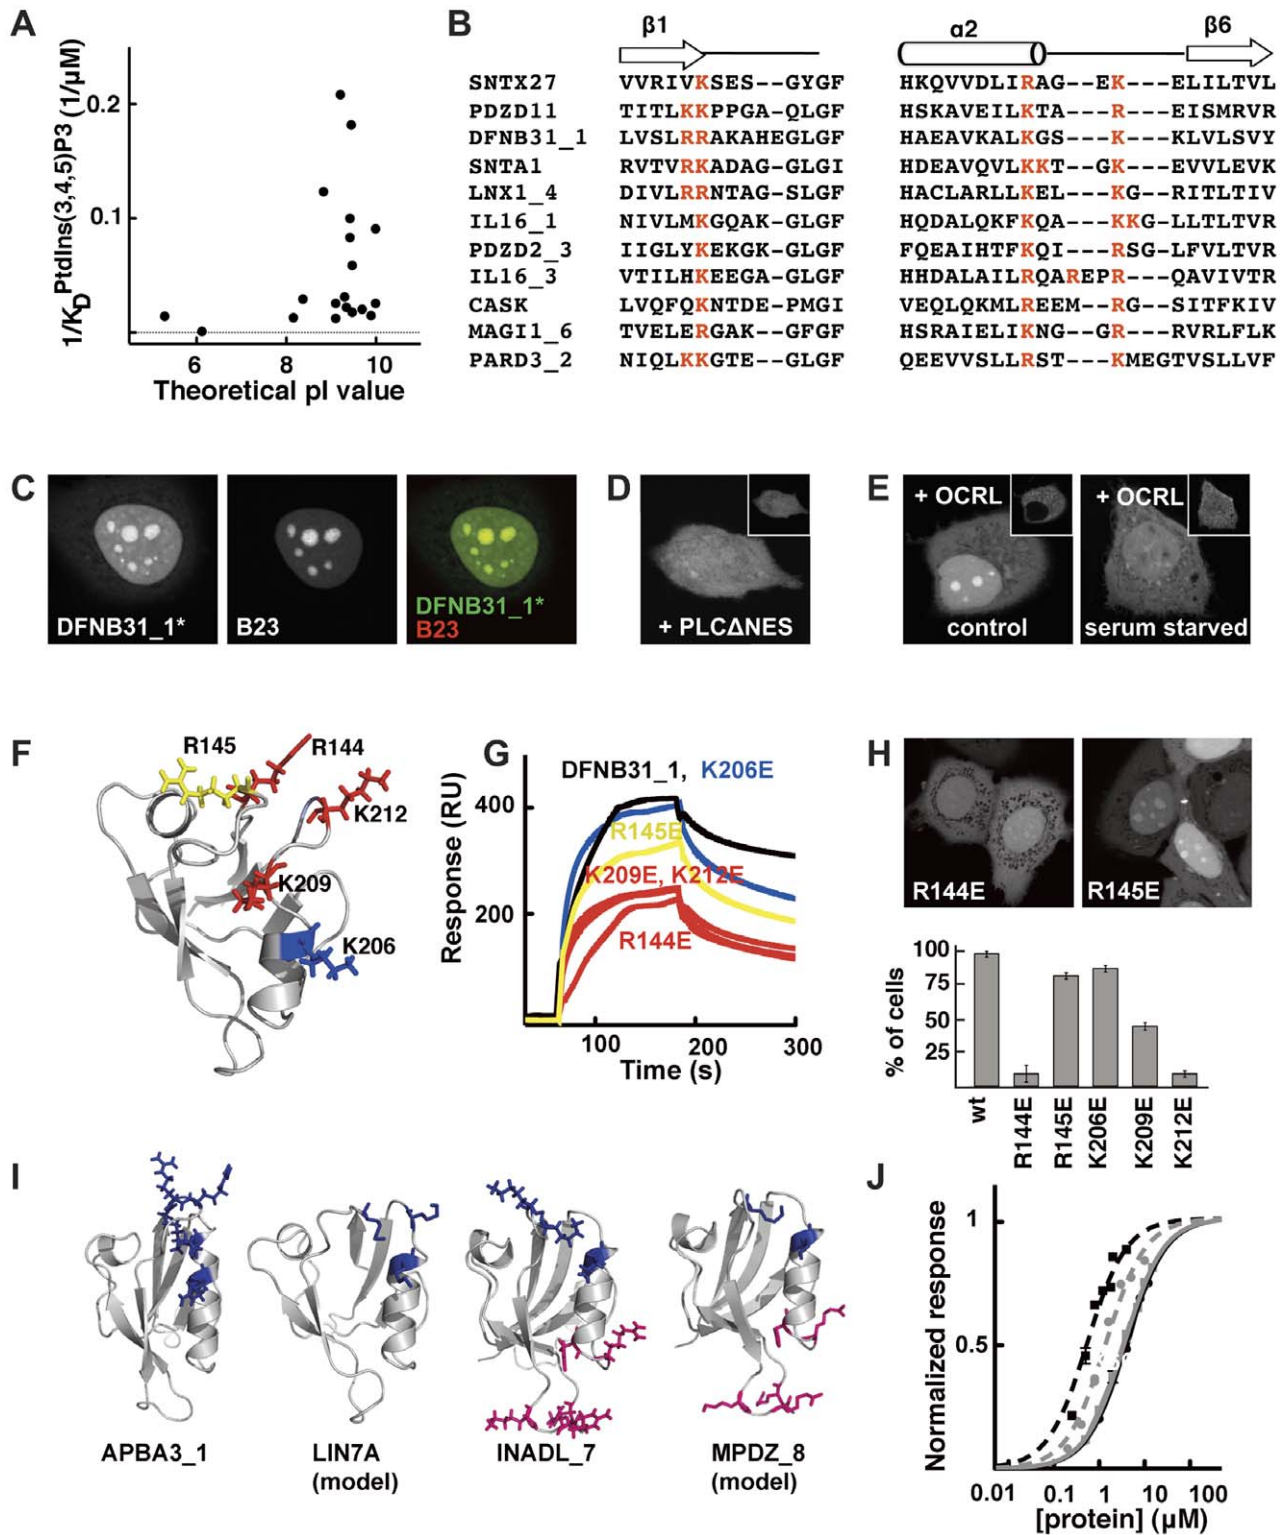 A
1/K_D PtdIns(3,4,5)P3 (1/μM)
0.2
0.1
6 8 10
Theoretical pI value
B
β1 α2 β6
SNTX27 VVRIVKSES--GYGF HKQVVDLIRAG---EK----ELILTVL
PDZD11 TITLKKPPGA-QLGF HSKAVEILKTA----R----EISMRVR
DFNB31_1 LVSLRRAKAHEGLGF HAEAVKALKGS----K----KLVLSVY
SNTA1 RVTVRKADAG-GLGI HDEAVQVLKKT--GK----EVVLEVK
LNX1_4 DIVLRRNTAG-SLGF HACLARLLKEL----KG--RITLTIV
IL16_1 NIVLMKGQAK-GLGF HQDALQKFKQA----KKG-LLTLTVR
PDZD2_3 IIGLYKEKGK-GLGF FQEAIHTFKQI----RSG-LFVLTVR
IL16_3 VTILHKEEGA-GLGF HHDALAILRQAREPR----QAVIVTR
CASK LVQFQKNTDE-PMGI VEQLQKMLREEM---RG--SITFKIV
MAGI1_6 TVELERGAK--GFGF HSRAIELIKNG--GR----RVRLFLK
PARD3_2 NIQLKKGTE--GLGF QEEVVSLLRST----KMEGTVSLLVF
C
DFNB31_1*
B23
DFNB31_1*
B23
D
+ PLCΔNES
E
+ OCRL
control
+ OCRL
serum starved
F
R145
R144
K212
K209
K206
G
Response (RU)
400
200
DFNB31_1, K206E
R145E
K209E, K212E
R144E
100 200 300
Time (s)
H
R144E
R145E
% of cells
100
75
50
25
wt
R144E
R145E
K206E
K209E
K212E
I
APBA3_1
LIN7A
(model)
INADL_7
MPDZ_8
(model)
J
Normalized response
1
0.5
0.01 0.1 1 10 100
[protein] (μM)